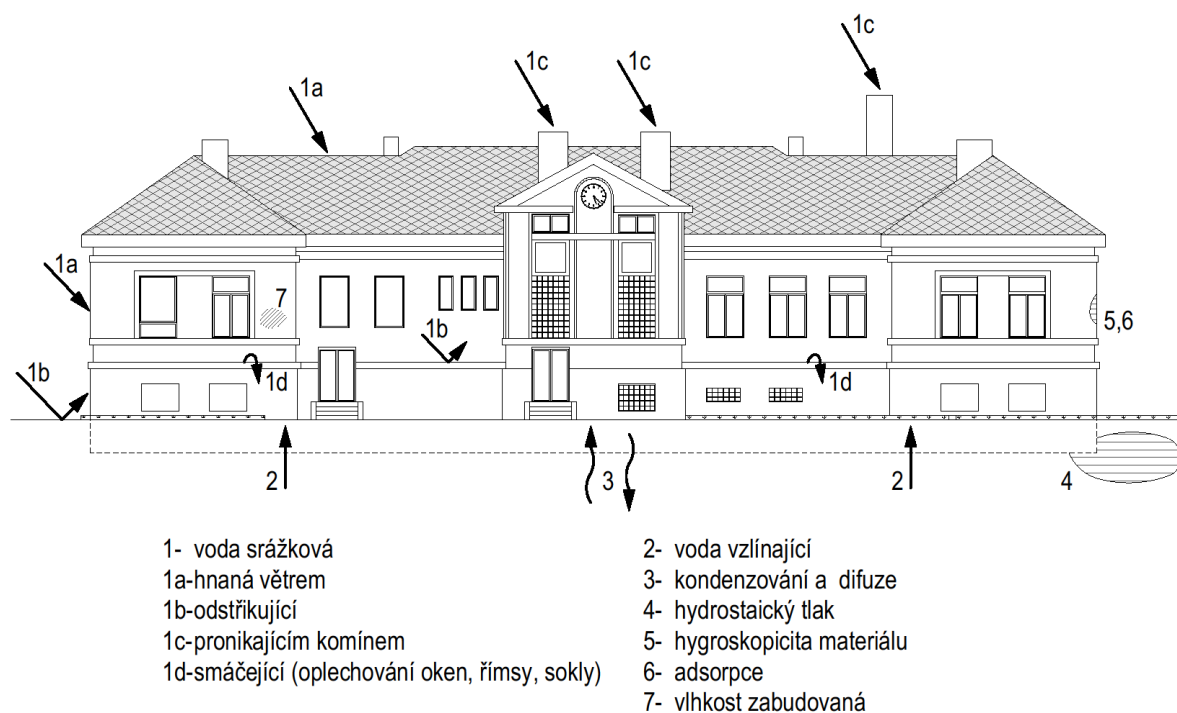 1c
1c
1c
1a
1a
7
5,6
1b
1d
1d
1b
2
3
2
4
1- voda srážková
1a-hnaná větrem
1b-odstřikující
1c-pronikajícím komínem
1d-smáčející (oplechování oken, římsy, sokly)
2- voda vzlínající
3- kondenzování a difuze
4- hydrostaický tlak
5- hygroskopicita materiálu
6- adsorpce
7- vlhkost zabudovaná